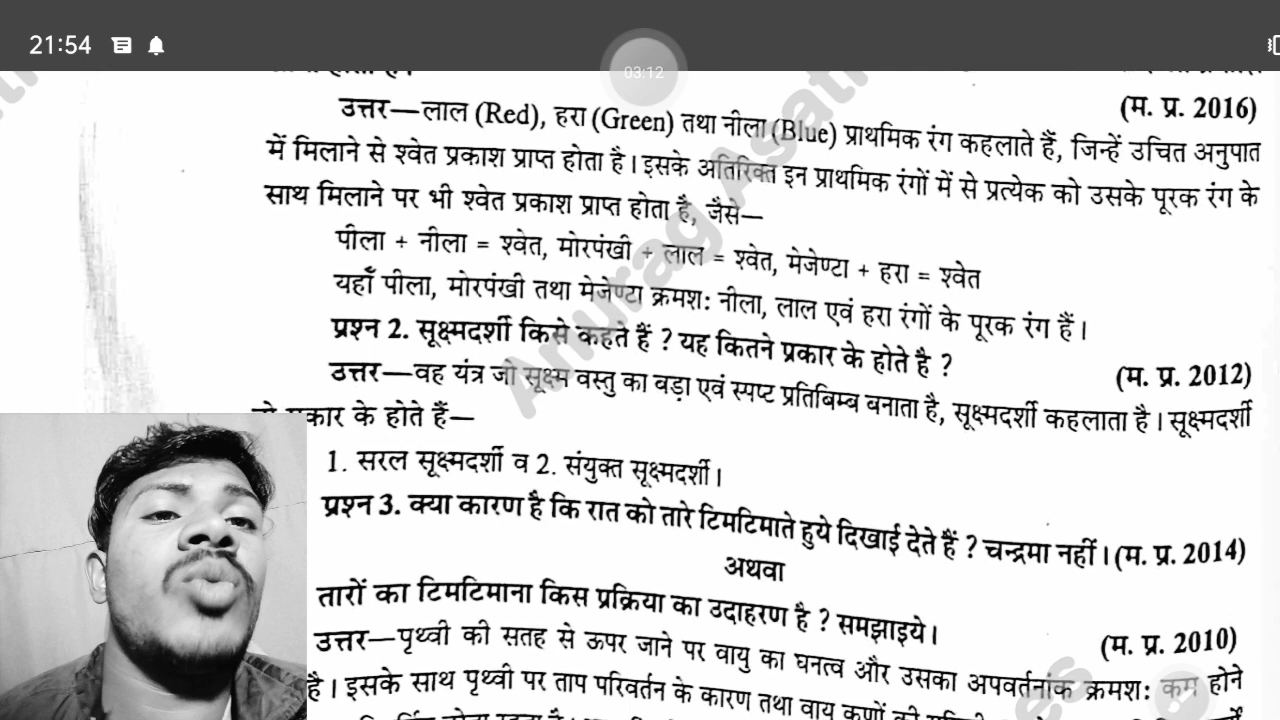 21:54
03:12
(म. प्र. 2016)
उत्तर—लाल (Red), हरा (Green) तथा नीला (Blue) प्राथमिक रंग कहलाते हैं, जिन्हें उचित अनुपात
में मिलाने से श्वेत प्रकाश प्राप्त होता है। इसके अतिरिक्त इन प्राथमिक रंगों में से प्रत्येक को उसके पूरक रंग के
साथ मिलाने पर भी श्वेत प्रकाश प्राप्त होता है, जैसे—
पीला + नीला = श्वेत, मोरपंखी + लाल = श्वेत, मेजेण्टा + हरा = श्वेत
यहाँ पीला, मोरपंखी तथा मेजेण्टा क्रमश: नीला, लाल एवं हरा रंगों के पूरक रंग हैं।
प्रश्न 2. सूक्ष्मदर्शी किसे कहते हैं ? यह कितने प्रकार के होते है ?
(म. प्र. 2012)
उत्तर—वह यंत्र जो सूक्ष्म वस्तु का बड़ा एवं स्पष्ट प्रतिबिम्ब बनाता है, सूक्ष्मदर्शी कहलाता है। सूक्ष्मदर्शी
के होते हैं—
1. सरल सूक्ष्मदर्शी व 2. संयुक्त सूक्ष्मदर्शी।
प्रश्न 3. क्या कारण है कि रात को तारे टिमटिमाते हुये दिखाई देते हैं ? चन्द्रमा नहीं। (म. प्र. 2014)
अथवा
तारों का टिमटिमाना किस प्रक्रिया का उदाहरण है ? समझाइये।
(म. प्र. 2010)
उत्तर—पृथ्वी की सतह से ऊपर जाने पर वायु का घनत्व और उसका अपवर्तनांक क्रमश: कम होने
है। इसके साथ पृथ्वी पर ताप परिवर्तन के कारण तथा वायु कणों की
Anurag Asati